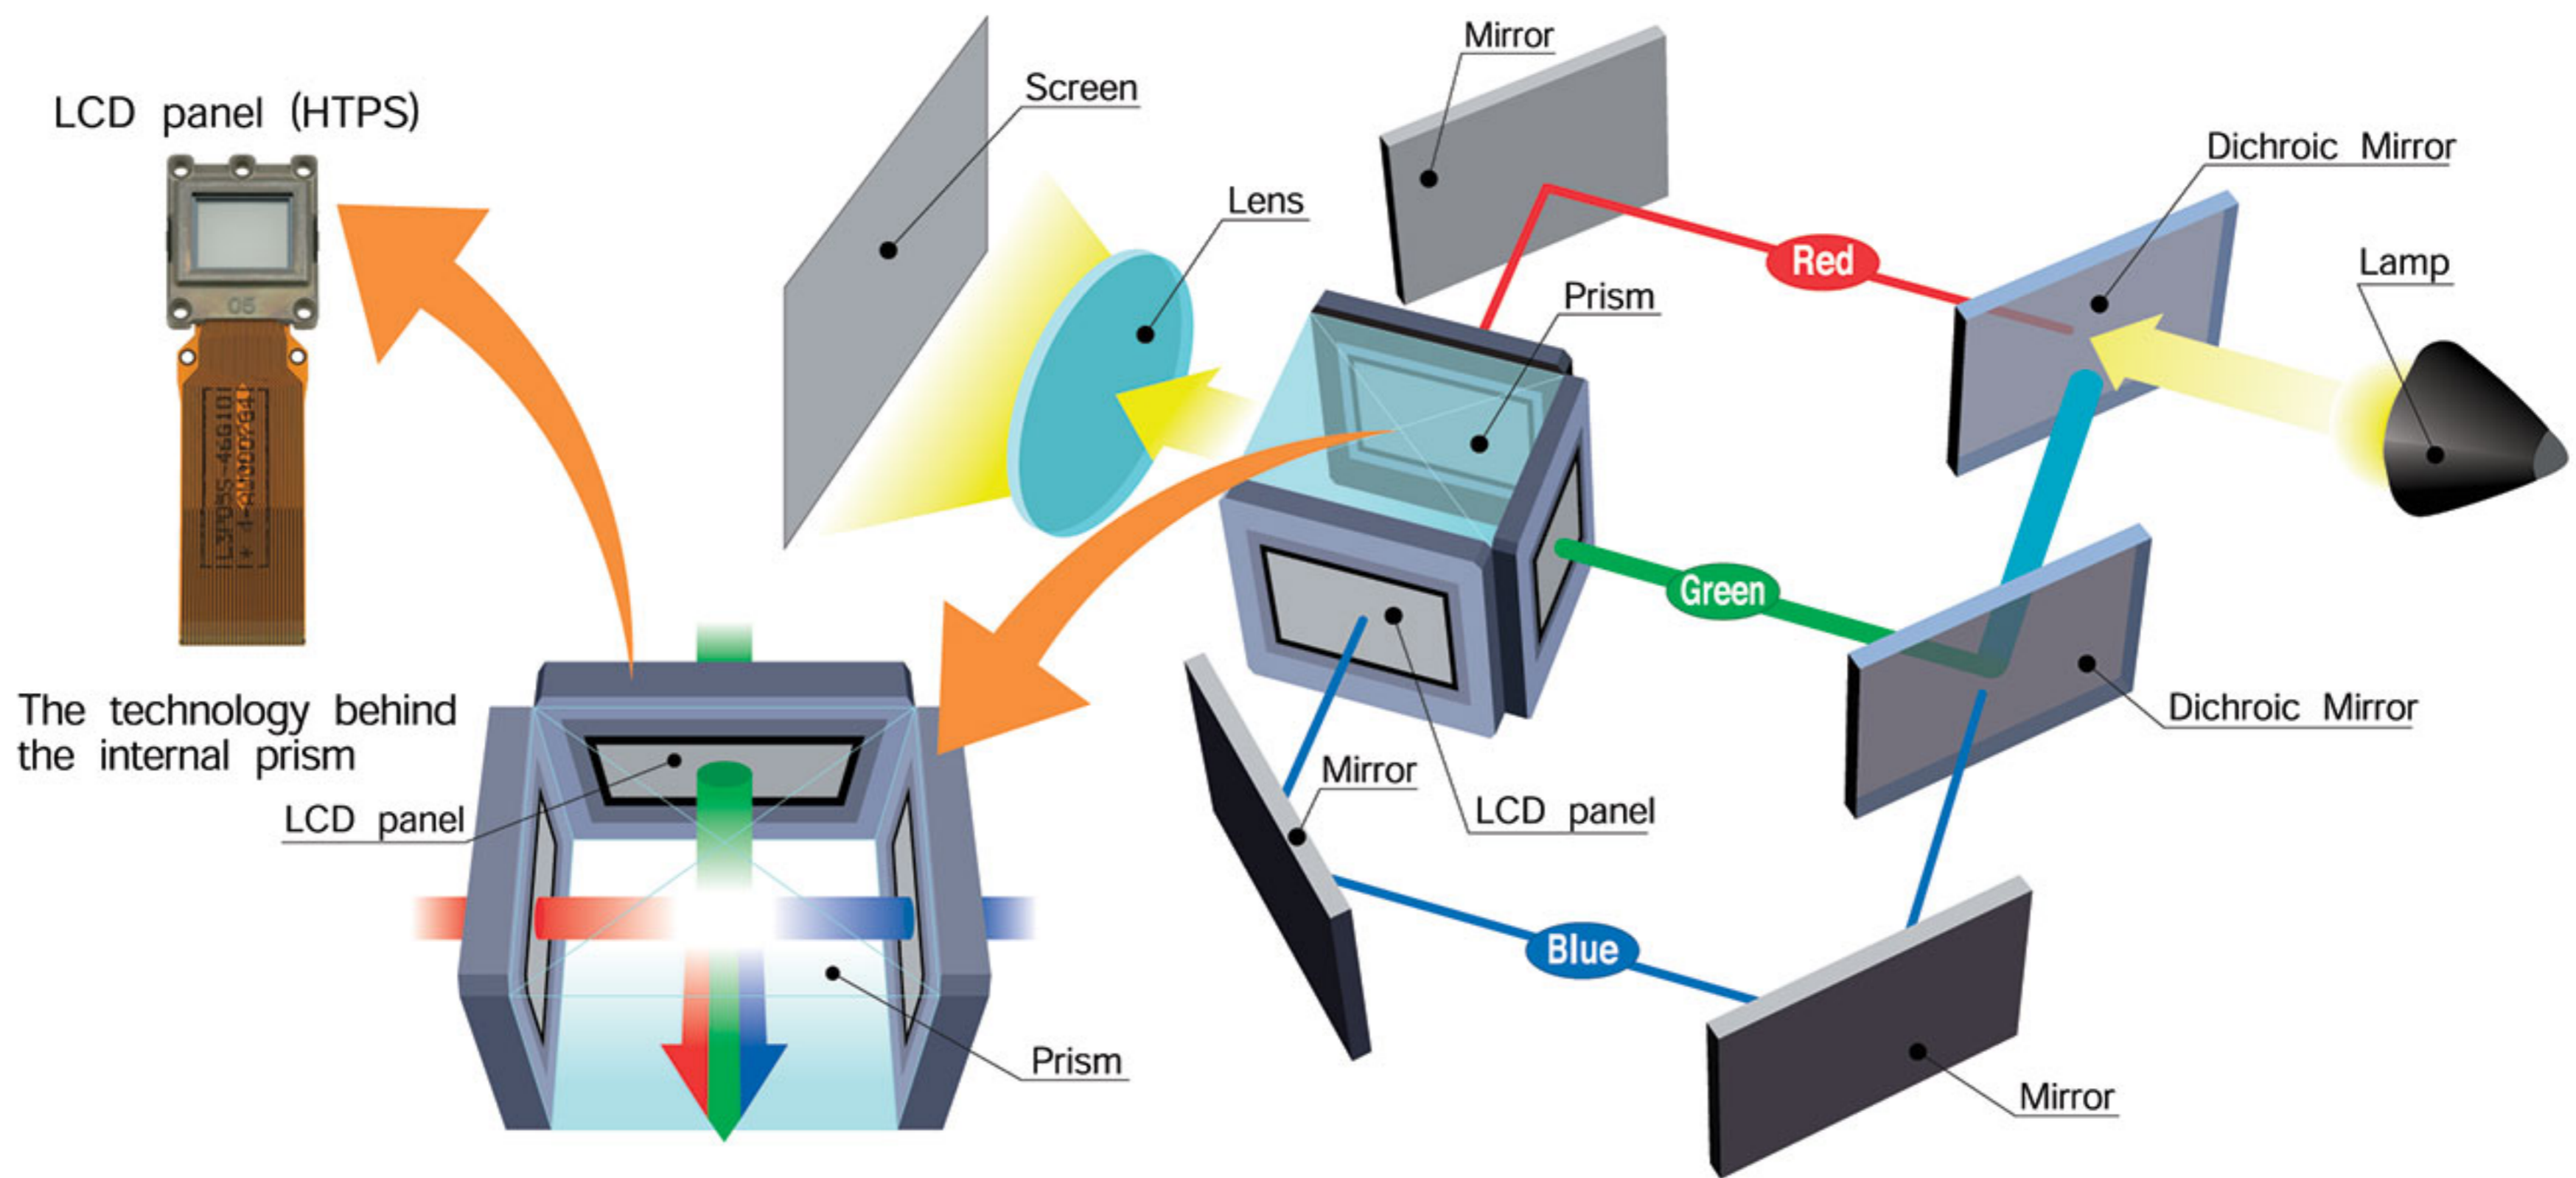 LCD panel (HTPS)
05
Screen
Lens
Mirror
Dichroic Mirror
Lamp
Red
Prism
Green
Dichroic Mirror
The technology behind
the internal prism
LCD panel
Mirror
LCD panel
Blue
Prism
Mirror